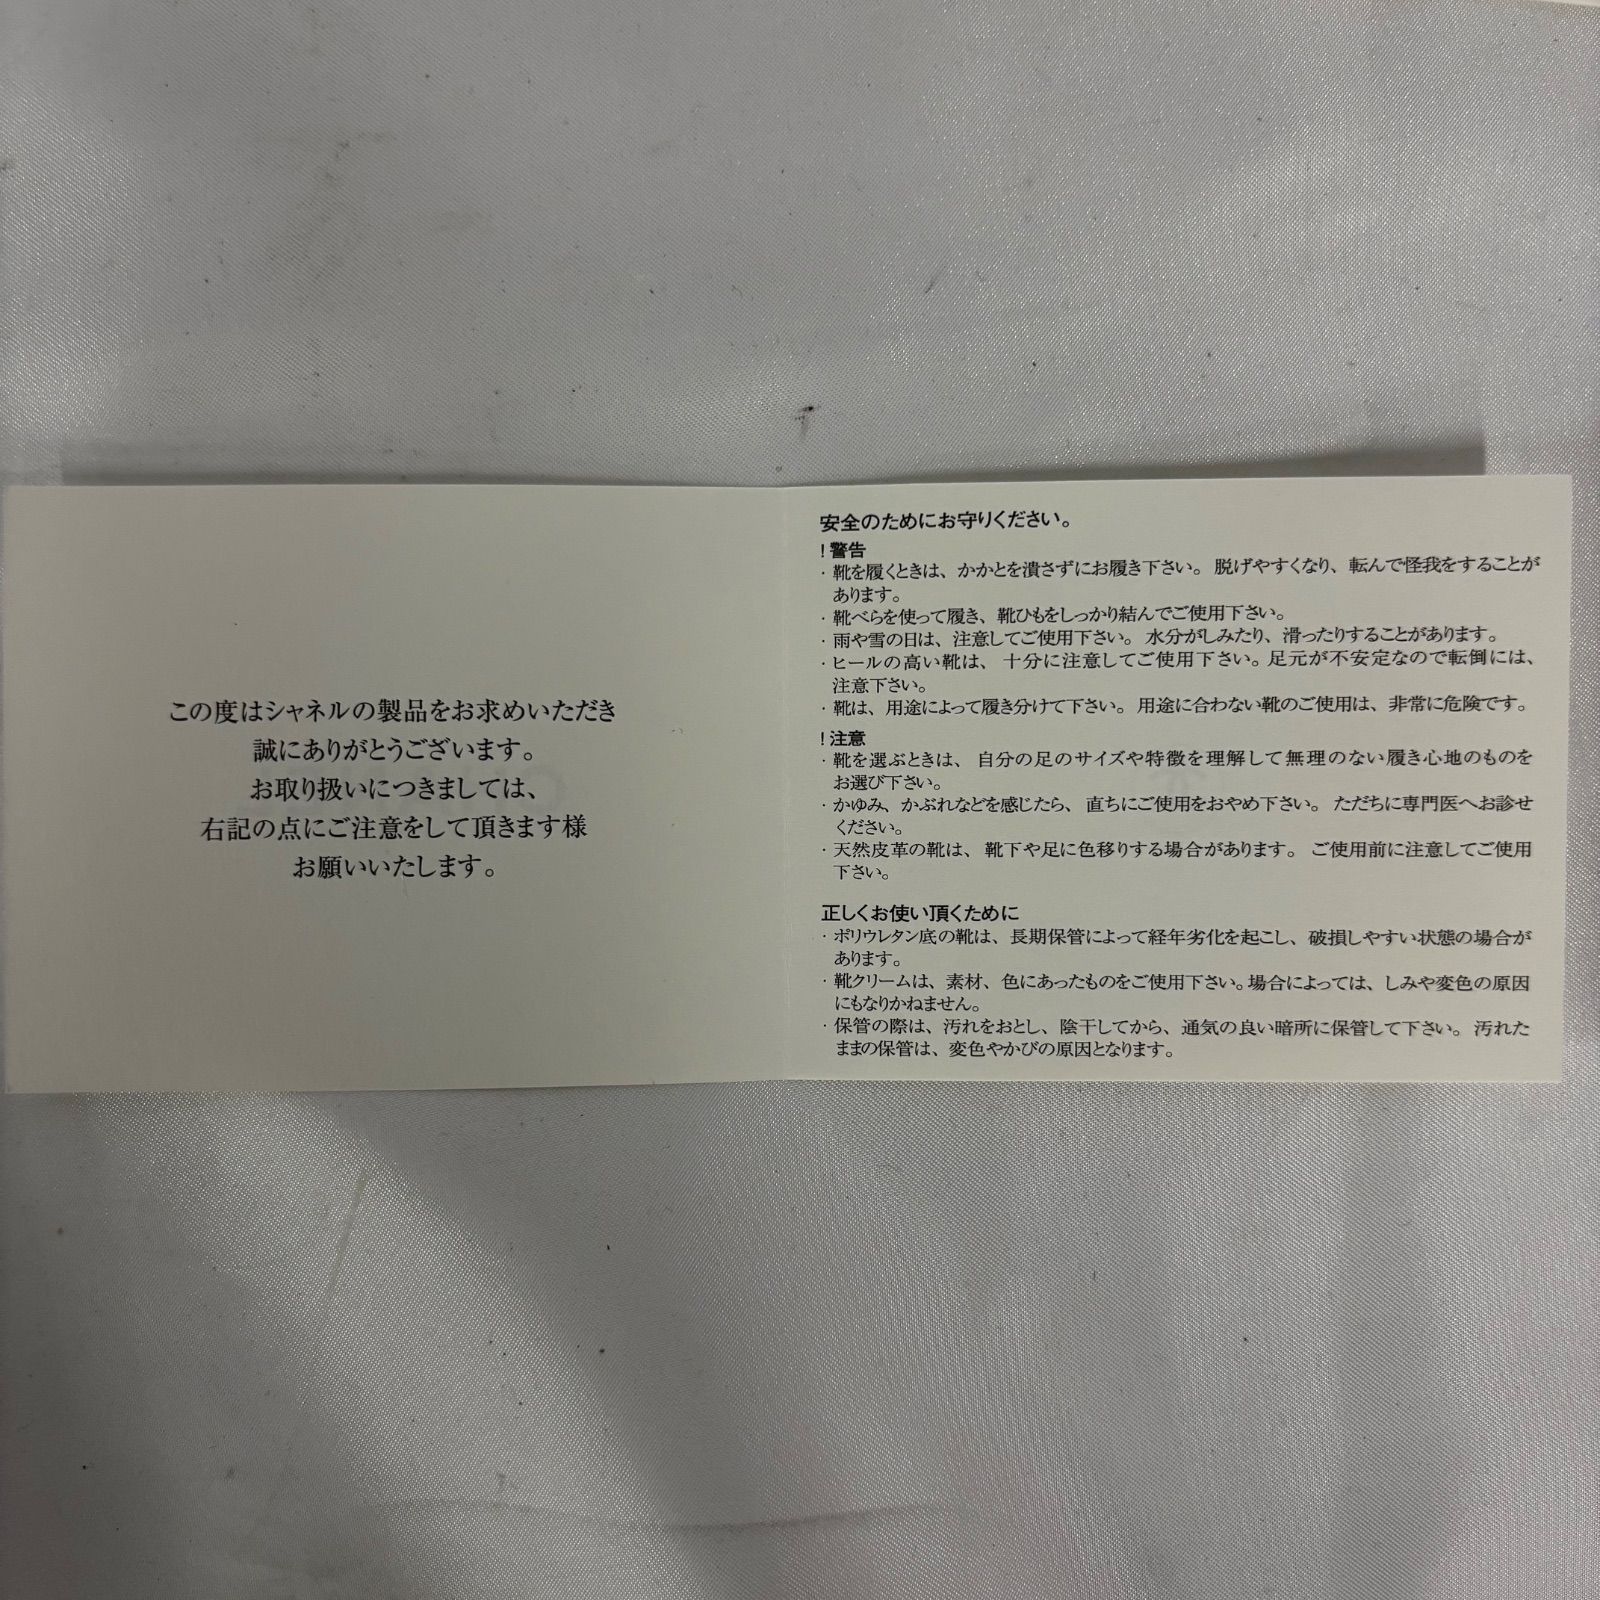 この度はシャネルの製品をお求めいただき
誠にありがとうございます。
お取り扱いにつきましては、
右記の点にご注意をして頂きます様
お願いいたします。
安全のためにお守りください。
！警告
・靴を履くときは、かかとを潰さずにお履き下さい。脱げやすくなり、転んで怪我をすることが
あります。
・靴べらを使って履き、靴ひもをしっかり結んでご使用下さい。
・雨や雪の日は、注意してご使用下さい。水分がしみたり、滑ったりすることがあります。
・ヒールの高い靴は、十分に注意してご使用下さい。足元が不安定なので転倒には、
注意下さい。
・靴は、用途によって履き分けて下さい。用途に合わない靴のご使用は、非常に危険です。
！注意
・靴を選ぶときは、自分の足のサイズや特徴を理解して無理のない履き心地のものを
お選び下さい。
・かゆみ、かぶれなどを感じたら、直ちにご使用をおやめ下さい。ただちに専門医へお診せ
ください。
・天然皮革の靴は、靴下や足に色移りする場合があります。ご使用前に注意してご使用
下さい。
正しくお使い頂くために
・ポリウレタン底の靴は、長期保管によって経年劣化を起こし、破損しやすい状態の場合が
あります。
・靴クリームは、素材、色にあったものをご使用下さい。場合によっては、しみや変色の原因
にもなりかねません。
・保管の際は、汚れをおとし、陰干してから、通気の良い暗所に保管して下さい。汚れた
ままの保管は、変色やかびの原因となります。